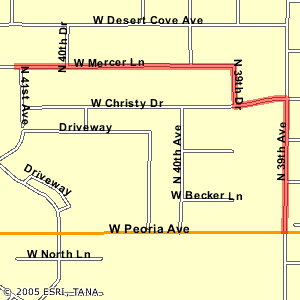 W Desert Cove Ave
N 40th Dr
W Mercer Ln
N 41st Ave
N 39th Dr
W Christy Dr
Driveway
N 40th Ave
N 39th Ave
Driveway
W Becker Ln
W Peoria Ave
W North Ln
© 2005 ESRI, TANA